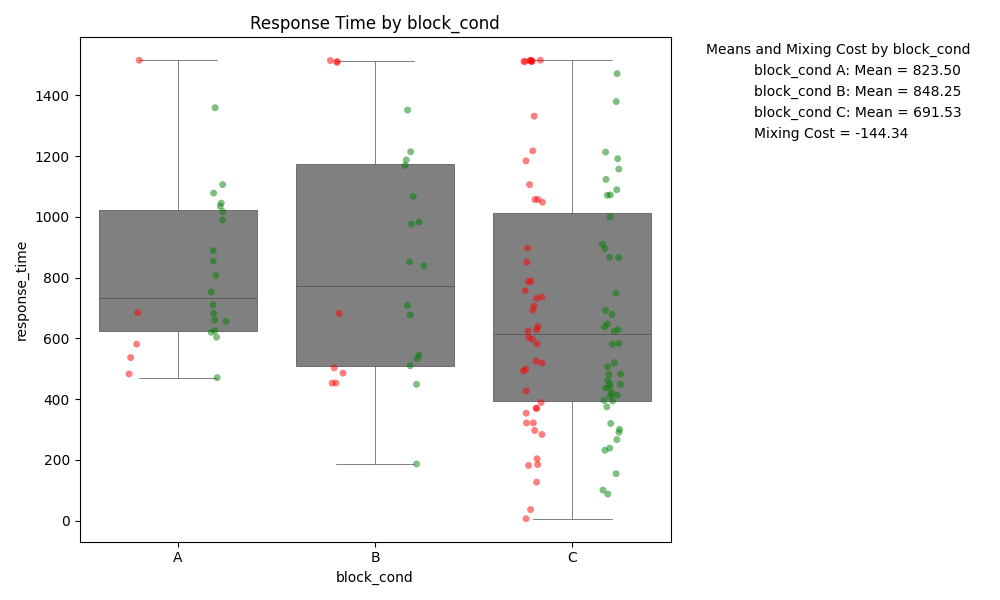 Response Time by block_cond
Means and Mixing Cost by block_cond
block_cond A: Mean = 823.50
block_cond B: Mean = 848.25
block_cond C: Mean = 691.53
Mixing Cost = -144.34
response_time
1400
1200
1000
800
600
400
200
0
A B C
block_cond